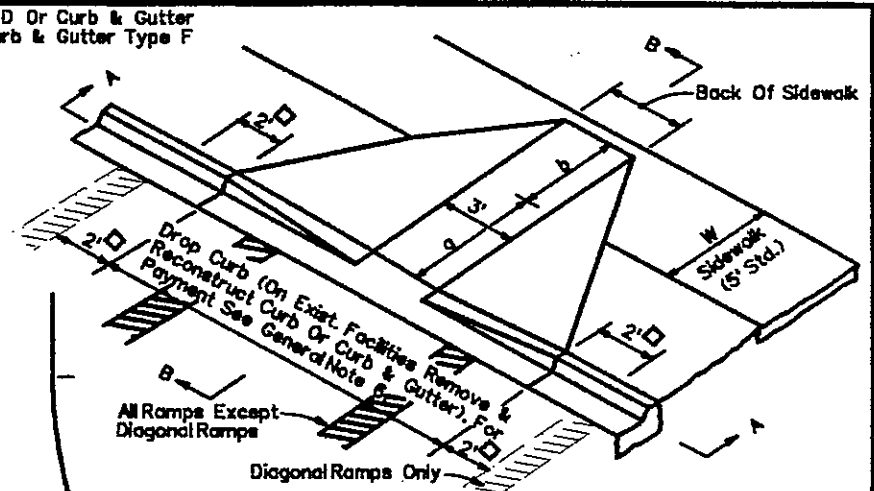 D Or Curb & Gutter
rb & Gutter Type F
A
B
Back Of Sidewalk
2'
b
3'
a
W
Sidewalk
(5' Std.)
2'
Drop Curb (On Exist. Facilities Remove &
Reconstruct Curb Or Curb & Gutter). For
Payment See General Note 6.
2'
B
All Ramps Except
Diagonal Ramps
2'
Diagonal Ramps Only
A